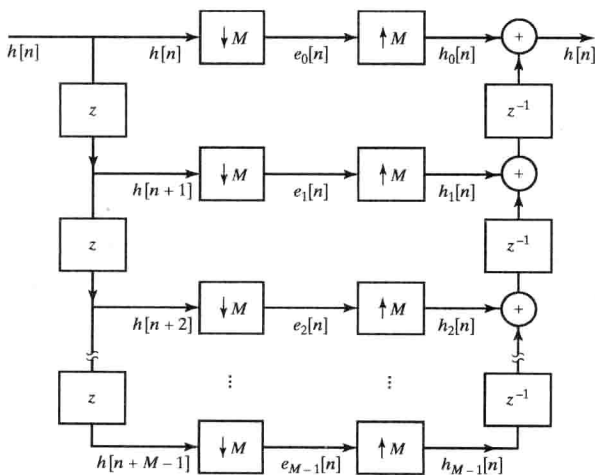 h[n] h[n] ↓M e₀[n] ↑M h₀[n] + h[n]
z z⁻¹
h[n + 1] ↓M e₁[n] ↑M h₁[n] +
z z⁻¹
h[n + 2] ↓M e₂[n] ↑M h₂[n] +
⋮ ⋮
z z⁻¹
h[n + M − 1] ↓M e_{M−1}[n] ↑M h_{M−1}[n]